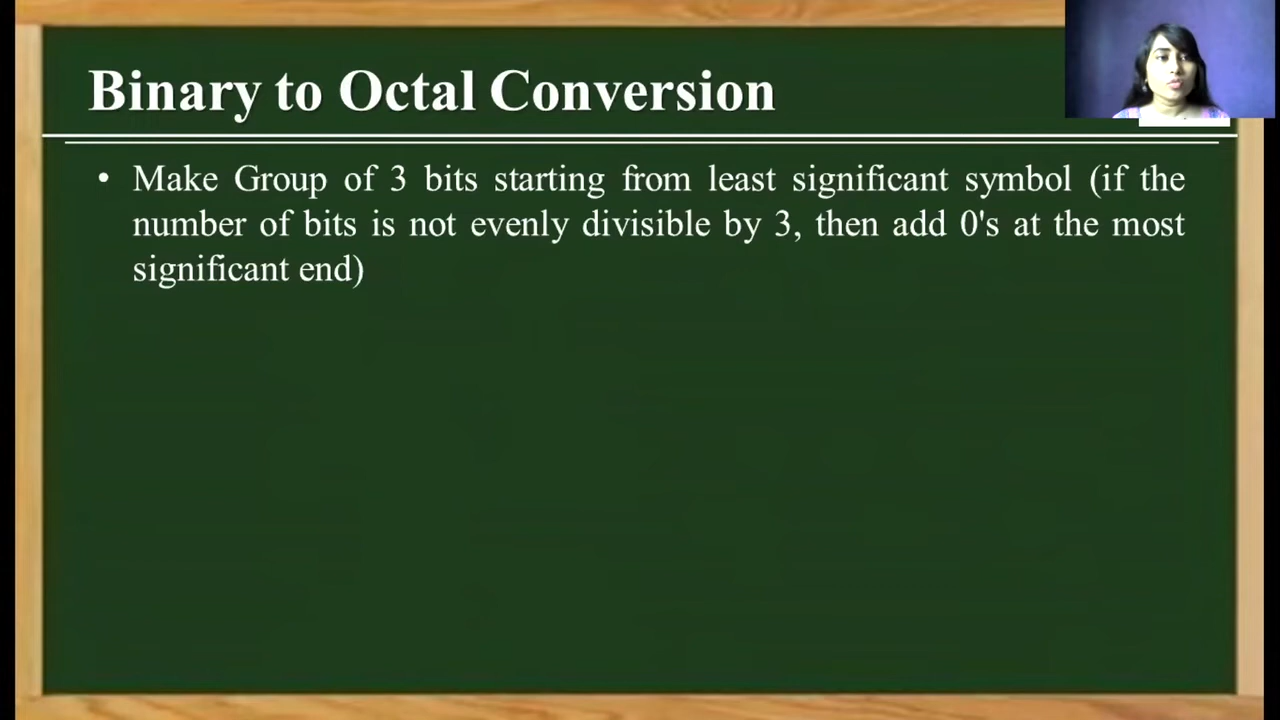 Binary to Octal Conversion
• Make Group of 3 bits starting from least significant symbol (if the
number of bits is not evenly divisible by 3, then add 0's at the most
significant end)